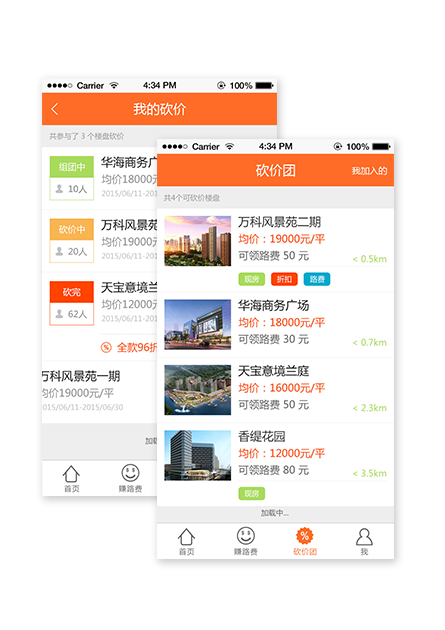 Carrier 4:34 PM 100%
我的砍价
共参与了 3 个楼盘砍价
组团中
10人
华海商务广
均价18000元
2015/06/11-20
砍价中
20人
万科风景苑
均价19000元
2015/06/11-20
砍完
62人
天宝意境兰
均价12000元
2015/06/11-20
全款96折
万科风景苑一期
均价19000元/平
2015/06/11-2015/06/30
加载
首页
赚路费
Carrier 4:34 PM 100%
砍价团
我加入的
共4个可砍价楼盘
万科风景苑二期
均价：19000元/平
可领路费 50 元
现房 折扣 路费
< 0.5km
华海商务广场
均价：18000元/平
可领路费 30 元
< 0.7km
天宝意境兰庭
均价：16000元/平
可领路费 50 元
< 2.3km
香缇花园
均价：12000元/平
可领路费 80 元
< 3.5km
现房
加载中...
首页 赚路费 砍价团 我